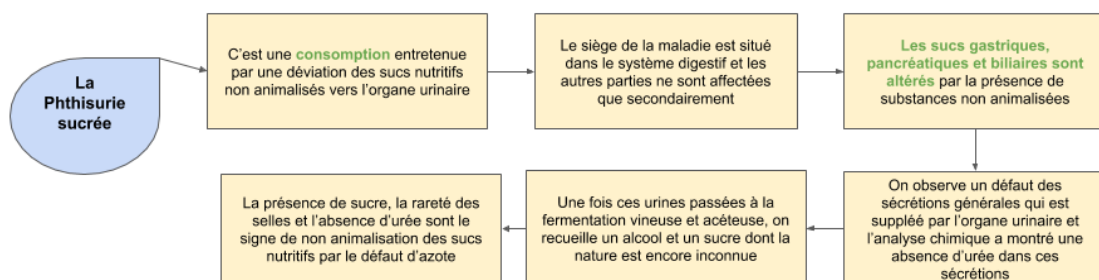 La
Phthisurie
sucrée
C'est une consomption entretenue
par une déviation des sucs nutritifs
non animalisés vers l'organe urinaire
Le siège de la maladie est situé
dans le système digestif et les
autres parties ne sont affectées
que secondairement
Les sucs gastriques,
pancréatiques et biliaires sont
altérés par la présence de
substances non animalisées
On observe un défaut des
sécrétions générales qui est
suppléé par l'organe urinaire et
l'analyse chimique a montré une
absence d'urée dans ces
sécrétions
Une fois ces urines passées à la
fermentation vineuse et acéteuse, on
recueille un alcool et un sucre dont la
nature est encore inconnue
La présence de sucre, la rareté des
selles et l'absence d'urée sont le
signe de non animalisation des sucs
nutritifs par le défaut d'azote